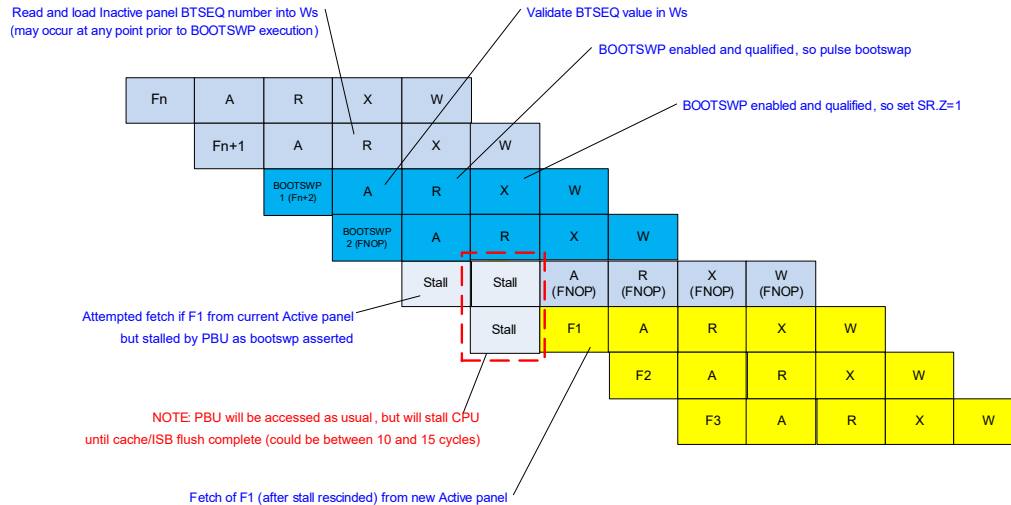 Read and load Inactive panel BTSEQ number into Ws
(may occur at any point prior to BOOTSWP execution)
Validate BTSEQ value in Ws
BOOTSWP enabled and qualified, so pulse bootswap
BOOTSWP enabled and qualified, so set SR.Z=1
Fn A R X W
Fn+1 A R X W
BOOTSWP
1 (Fn+2)
A R X W
BOOTSWP
2 (FNOP)
A R X W
Stall Stall
A
(FNOP)
R
(FNOP)
X
(FNOP)
W
(FNOP)
Attempted fetch if F1 from current Active panel
but stalled by PBU as bootswp asserted
Stall F1 A R X W
F2 A R X W
F3 A R X W
NOTE: PBU will be accessed as usual, but will stall CPU
until cache/ISB flush complete (could be between 10 and 15 cycles)
Fetch of F1 (after stall rescinded) from new Active panel